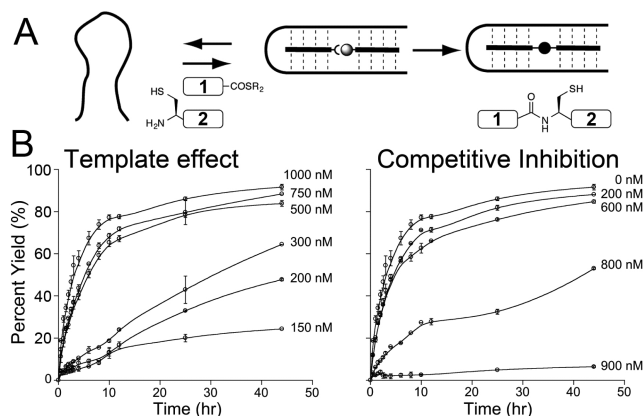 A
HS
1
COSR₂
H₂N
2
1
O
N
H
SH
2
B
Template effect
Competitive Inhibition
Percent Yield (%)
100
80
60
40
20
0
1000 nM
750 nM
500 nM
300 nM
200 nM
150 nM
0 nM
200 nM
600 nM
800 nM
900 nM
0 10 20 30 40 50
0 10 20 30 40 50
Time (hr)
Time (hr)